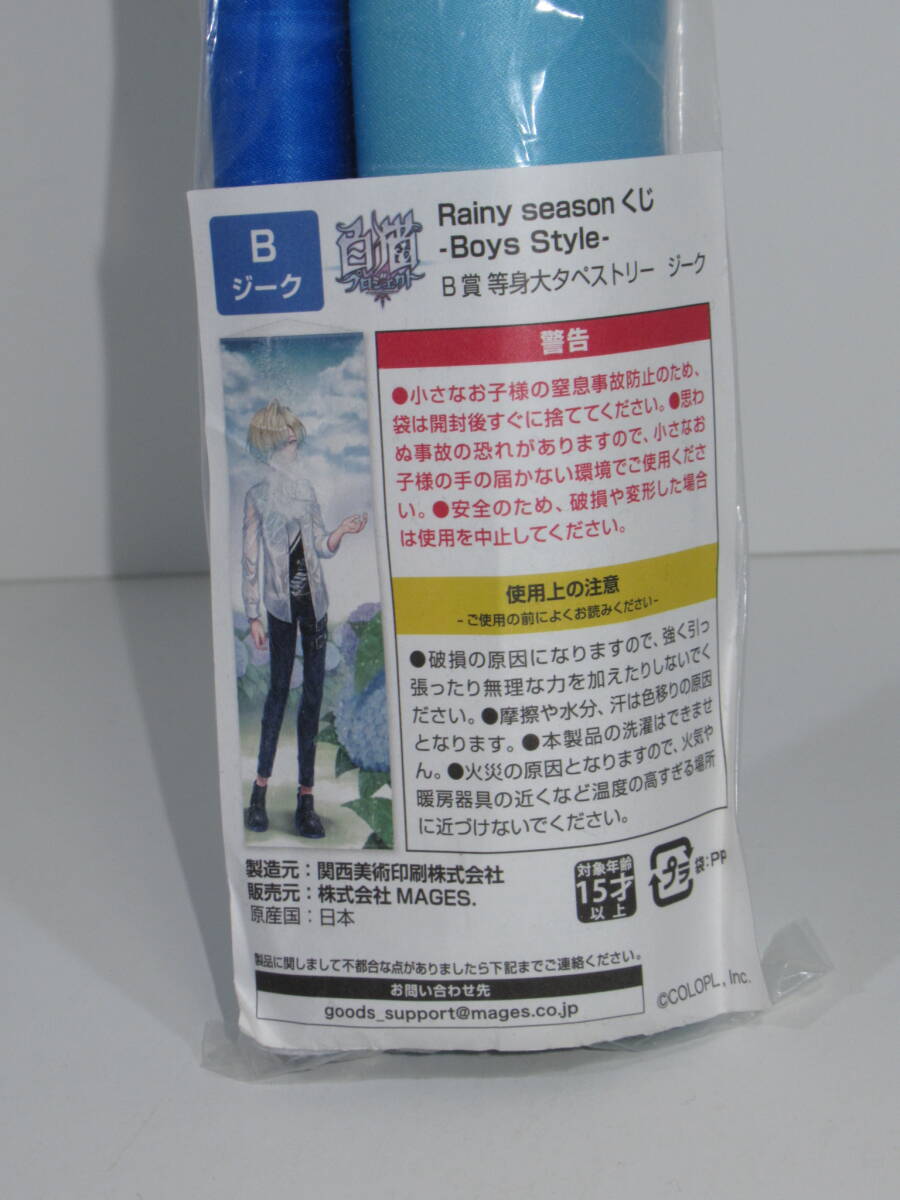 B
ジーク
白猫
プロジェクト
Rainy season くじ
-Boys Style-
B賞 等身大タペストリー ジーク
警告
●小さなお子様の窒息事故防止のため、
袋は開封後すぐに捨ててください。●思わ
ぬ事故の恐れがありますので、小さなお
子様の手の届かない環境でご使用くださ
い。●安全のため、破損や変形した場合
は使用を中止してください。
使用上の注意
-ご使用の前によくお読みください-
●破損の原因になりますので、強く引っ
張ったり無理な力を加えたりしないでく
ださい。●摩擦や水分、汗は色移りの原因
となります。●本製品の洗濯はできませ
ん。●火災の原因となりますので、火気や
暖房器具の近くなど温度の高すぎる場所
に近づけないでください。
製造元：関西美術印刷株式会社
販売元：株式会社 MAGES.
原産国：日本
対象年齢
15才
以上
プラ
袋：PP
製品に関しまして不都合な点がありましたら下記までご連絡ください。
お問い合わせ先
goods_support@mages.co.jp
©COLOPL, Inc.